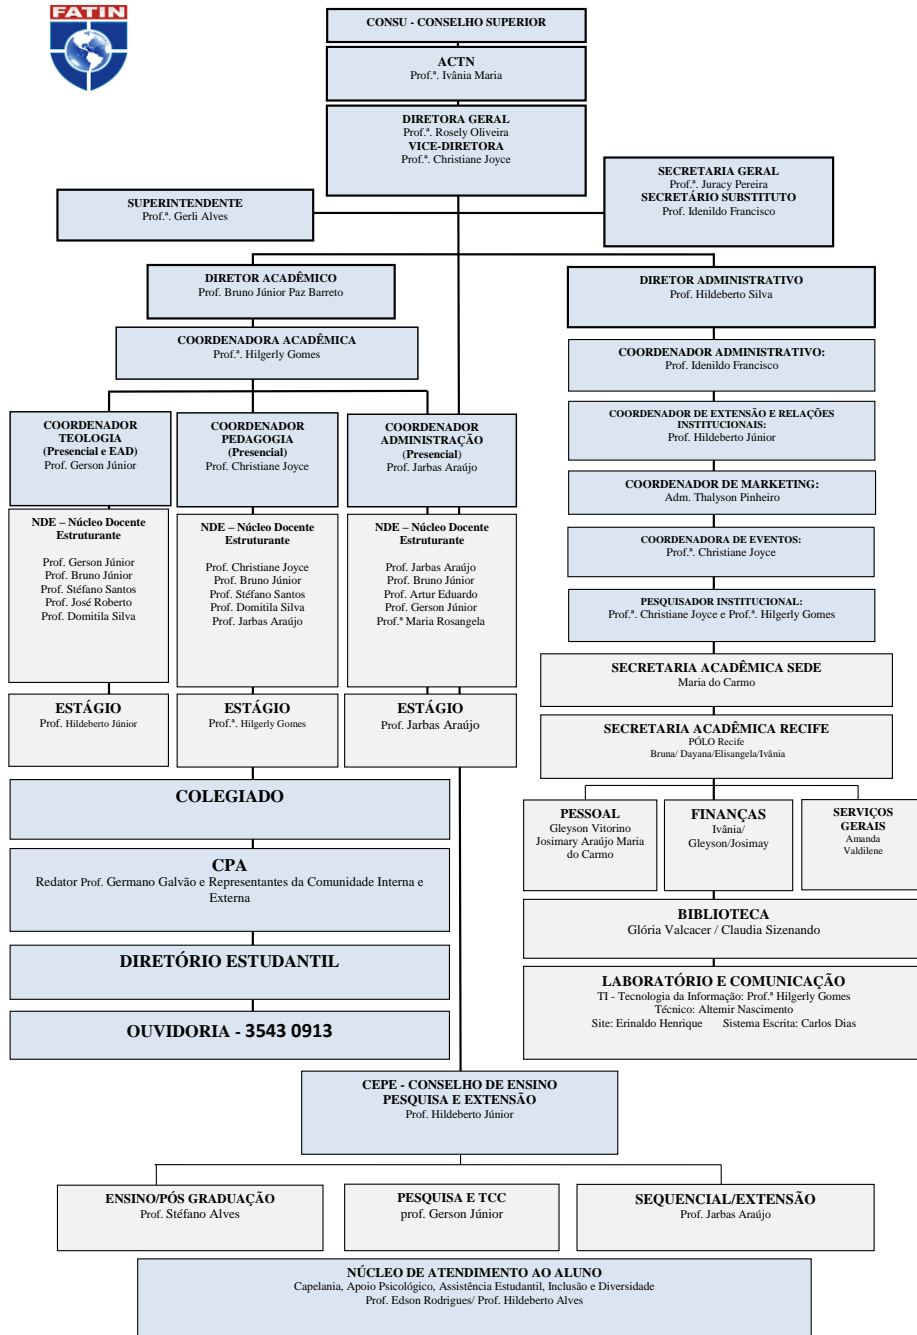 FATIN
CONSU - CONSELHO SUPERIOR
ACTN
Prof.ª. Ivânia Maria
DIRETORA GERAL
Prof.ª. Rosely Oliveira
VICE-DIRETORA
Prof.ª. Christiane Joyce
SECRETARIA GERAL
Prof.ª. Juracy Pereira
SECRETÁRIO SUBSTITUTO
Prof. Idenildo Francisco
SUPERINTENDENTE
Prof.ª. Gerli Alves
DIRETOR ACADÊMICO
Prof. Bruno Júnior Paz Barreto
DIRETOR ADMINISTRATIVO
Prof. Hildeberto Silva
COORDENADORA ACADÊMICA
Prof.ª. Hilgerly Gomes
COORDENADOR ADMINISTRATIVO:
Prof. Idenildo Francisco
COORDENADOR
TEOLOGIA
(Presencial e EAD)
Prof. Gerson Júnior
COORDENADOR
PEDAGOGIA
(Presencial)
Prof. Christiane Joyce
COORDENADOR
ADMINISTRAÇÃO
(Presencial)
Prof. Jarbas Araújo
COORDENADOR DE EXTENSÃO E RELAÇÕES
INSTITUCIONAIS:
Prof. Hildeberto Júnior
COORDENADOR DE MARKETING:
Adm. Thalyson Pinheiro
COORDENADORA DE EVENTOS:
Prof.ª. Christiane Joyce
PESQUISADOR INSTITUCIONAL:
Prof.ª. Christiane Joyce e Prof.ª. Hilgerly Gomes
NDE – Núcleo Docente
Estruturante
Prof. Gerson Júnior
Prof. Bruno Júnior
Prof. Stéfano Santos
Prof. José Roberto
Prof. Domitila Silva
NDE – Núcleo Docente
Estruturante
Prof. Christiane Joyce
Prof. Bruno Júnior
Prof. Stéfano Santos
Prof. Domitila Silva
Prof. Jarbas Araújo
NDE – Núcleo Docente
Estruturante
Prof. Jarbas Araújo
Prof. Bruno Júnior
Prof. Artur Eduardo
Prof. Gerson Júnior
Prof.ª Maria Rosangela
SECRETARIA ACADÊMICA SEDE
Maria do Carmo
ESTÁGIO
Prof. Hildeberto Júnior
ESTÁGIO
Prof.ª. Hilgerly Gomes
ESTÁGIO
Prof. Jarbas Araújo
SECRETARIA ACADÊMICA RECIFE
PÓLO Recife
Bruna/ Dayana/Elisangela/Ivânia
COLEGIADO
PESSOAL
Gleyson Vitorino
Josimary Araújo Maria
do Carmo
FINANÇAS
Ivânia/
Gleyson/Josimay
SERVIÇOS
GERAIS
Amanda
Valdilene
CPA
Redator Prof. Germano Galvão e Representantes da Comunidade Interna e
Externa
BIBLIOTECA
Glória Valcacer / Claudia Sizenando
DIRETÓRIO ESTUDANTIL
LABORATÓRIO E COMUNICAÇÃO
TI - Tecnologia da Informação: Prof.ª Hilgerly Gomes
Técnico: Altemir Nascimento
Site: Erinaldo Henrique Sistema Escrita: Carlos Dias
OUVIDORIA - 3543 0913
CEPE - CONSELHO DE ENSINO
PESQUISA E EXTENSÃO
Prof. Hildeberto Júnior
ENSINO/PÓS GRADUAÇÃO
Prof. Stéfano Alves
PESQUISA E TCC
prof. Gerson Júnior
SEQUENCIAL/EXTENSÃO
Prof. Jarbas Araújo
NÚCLEO DE ATENDIMENTO AO ALUNO
Capelania, Apoio Psicológico, Assistência Estudantil, Inclusão e Diversidade
Prof. Edson Rodrigues/ Prof. Hildeberto Alves